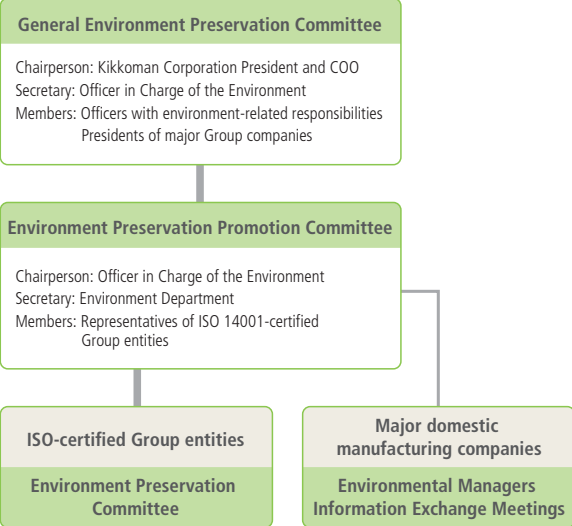 General Environment Preservation Committee
Chairperson: Kikkoman Corporation President and COO
Secretary: Officer in Charge of the Environment
Members: Officers with environment-related responsibilities
Presidents of major Group companies
Environment Preservation Promotion Committee
Chairperson: Officer in Charge of the Environment
Secretary: Environment Department
Members: Representatives of ISO 14001-certified
Group entities
ISO-certified Group entities
Environment Preservation
Committee
Major domestic
manufacturing companies
Environmental Managers
Information Exchange Meetings